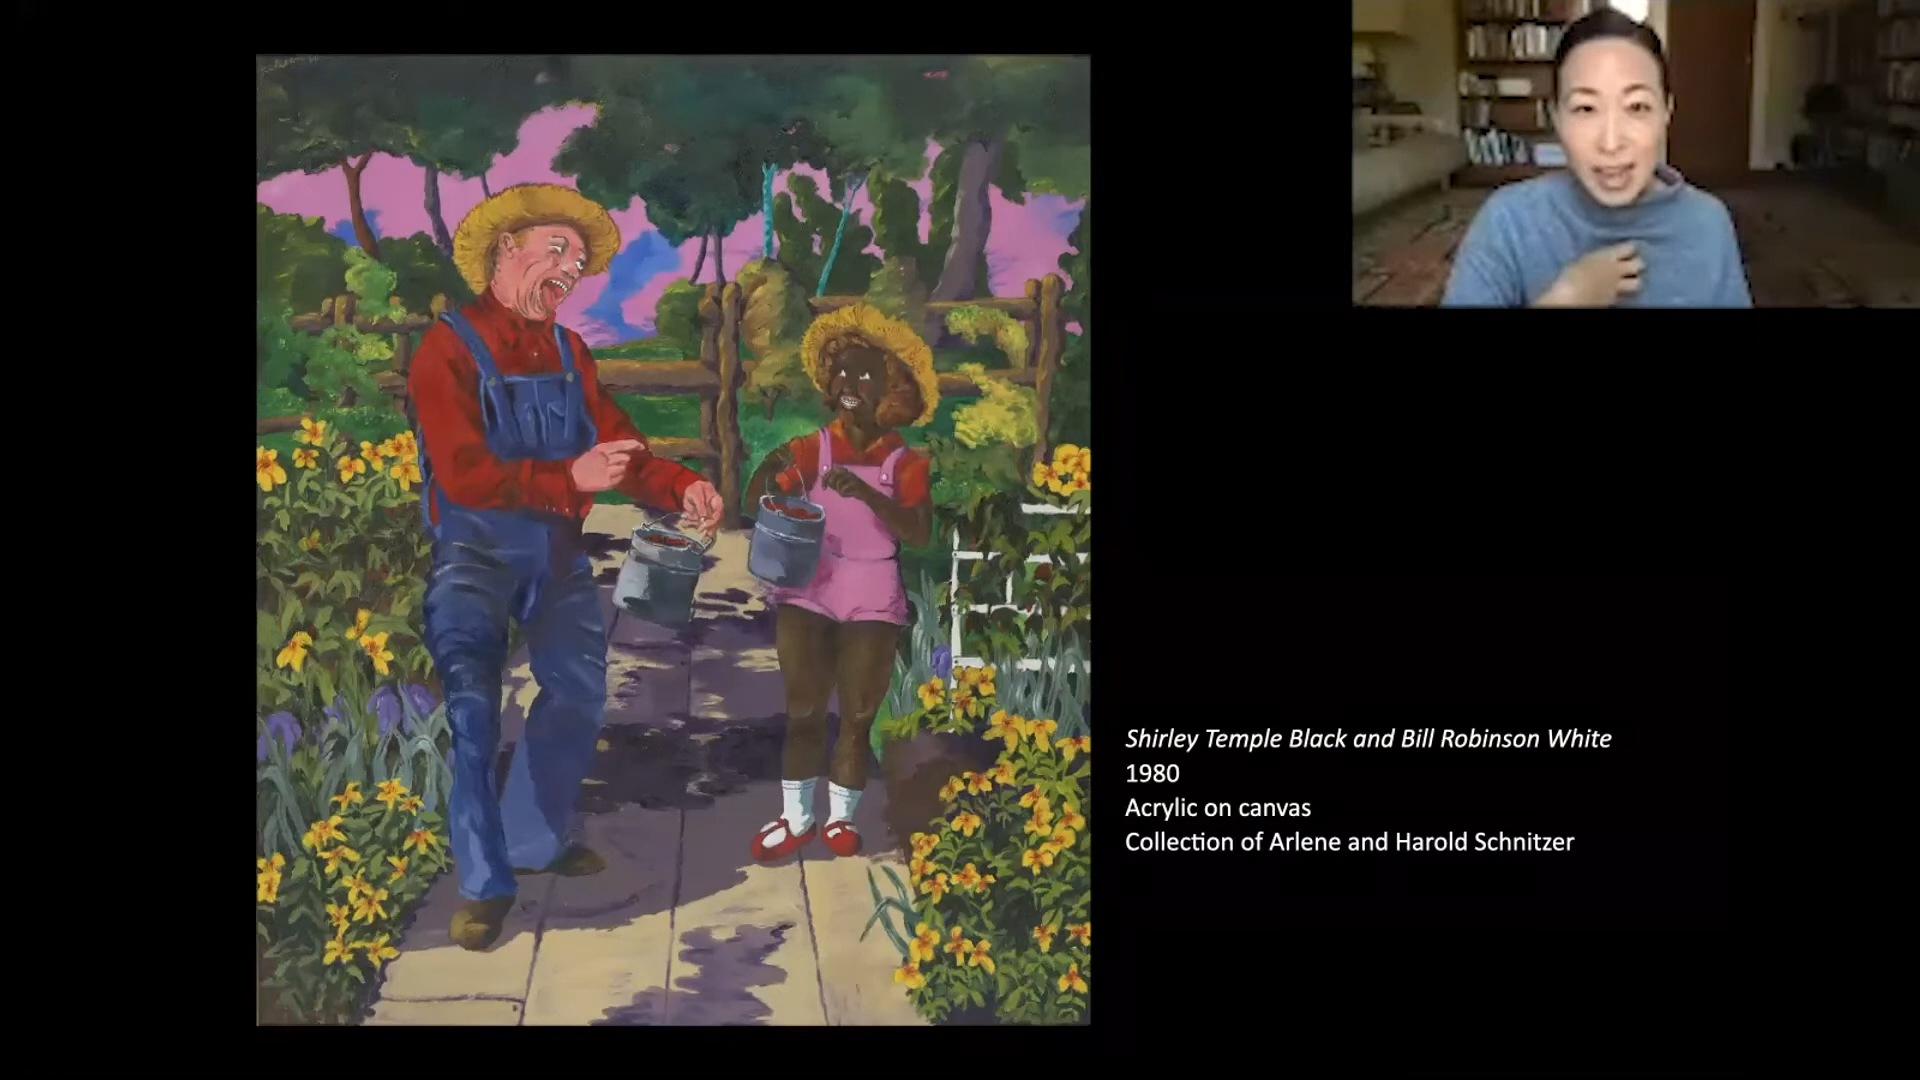 Shirley Temple Black and Bill Robinson White
1980
Acrylic on canvas
Collection of Arlene and Harold Schnitzer